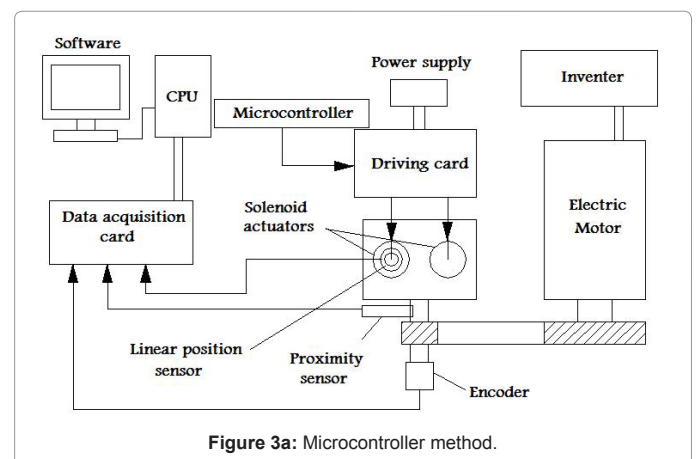 Software
CPU
Microcontroller
Power supply
Inventer
Driving card
Data acquisition
card
Solenoid
actuators
Electric
Motor
Linear position
sensor
Proximity
sensor
Encoder
Figure 3a: Microcontroller method.